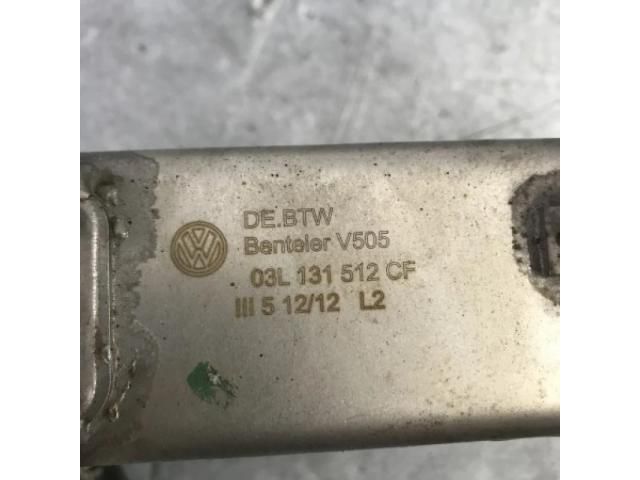 DE.BTW
Benteler V505
03L 131 512 CF
III 5 12/12 L2